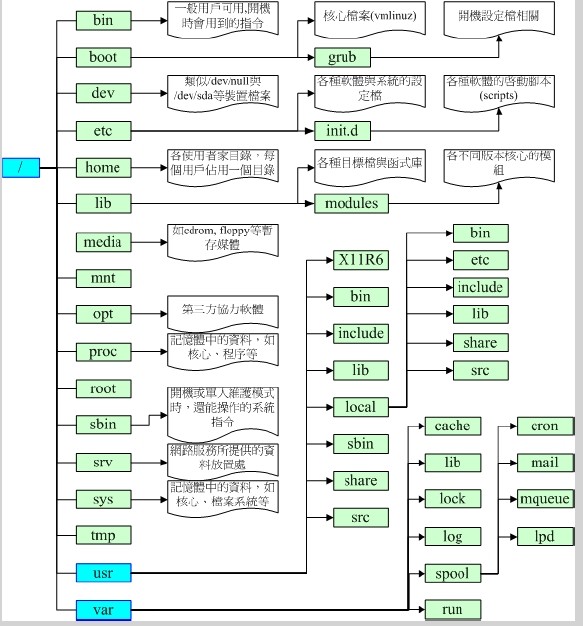 /
bin
一般用戶可用,開機
時會用到的指令
核心檔案(vmlinuz)
開機設定檔相關
boot
grub
dev
類似/dev/null與
/dev/sda等裝置檔案
各種軟體與系統的設
定檔
各種軟體的啓動腳本
(scripts)
etc
init.d
home
各使用者家目錄，每
個用戶佔用一個目錄
各種目標檔與函式庫
各不同版本核心的模
組
lib
modules
media
如cdrom, floppy等暫
存媒體
mnt
opt
第三方協力軟體
proc
記憶體中的資料，如
核心、程序等
root
sbin
開機或單人維護模式
時，還能操作的系統
指令
srv
網路服務所提供的資
料放置處
sys
記憶體中的資料，如
核心、檔案系統等
tmp
usr
var
X11R6
bin
include
lib
local
sbin
share
src
bin
etc
include
lib
share
src
cache
lib
lock
log
spool
run
cron
mail
mqueue
lpd